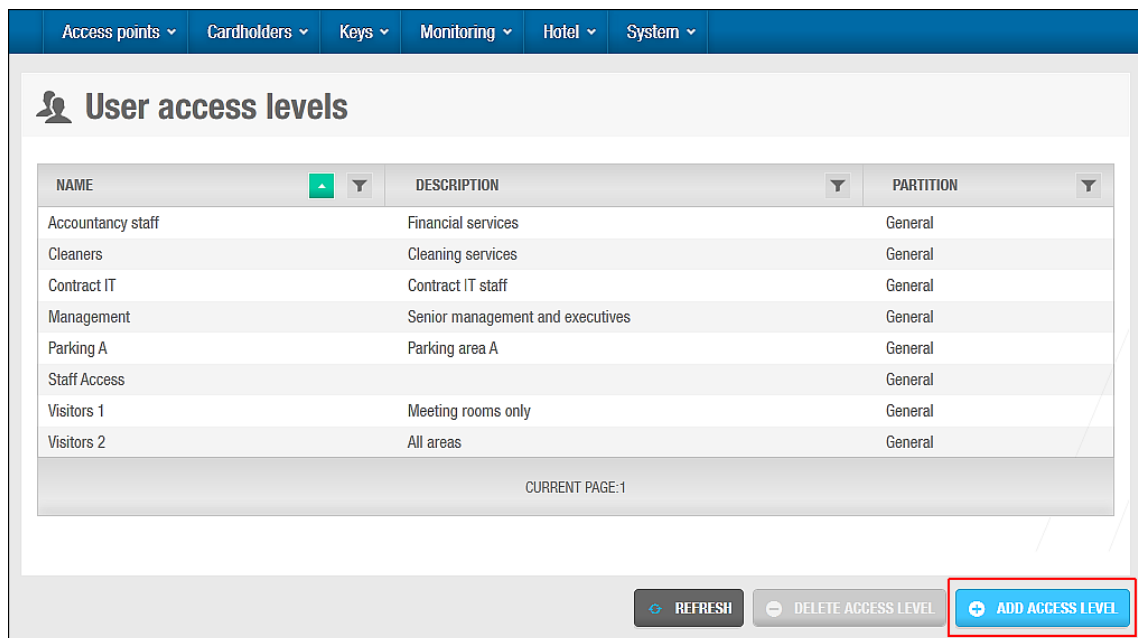 Access points Cardholders Keys Monitoring Hotel System
User access levels
NAME DESCRIPTION PARTITION
Accountancy staff Financial services General
Cleaners Cleaning services General
Contract IT Contract IT staff General
Management Senior management and executives General
Parking A Parking area A General
Staff Access General
Visitors 1 Meeting rooms only General
Visitors 2 All areas General
CURRENT PAGE:1
REFRESH DELETE ACCESS LEVEL ADD ACCESS LEVEL